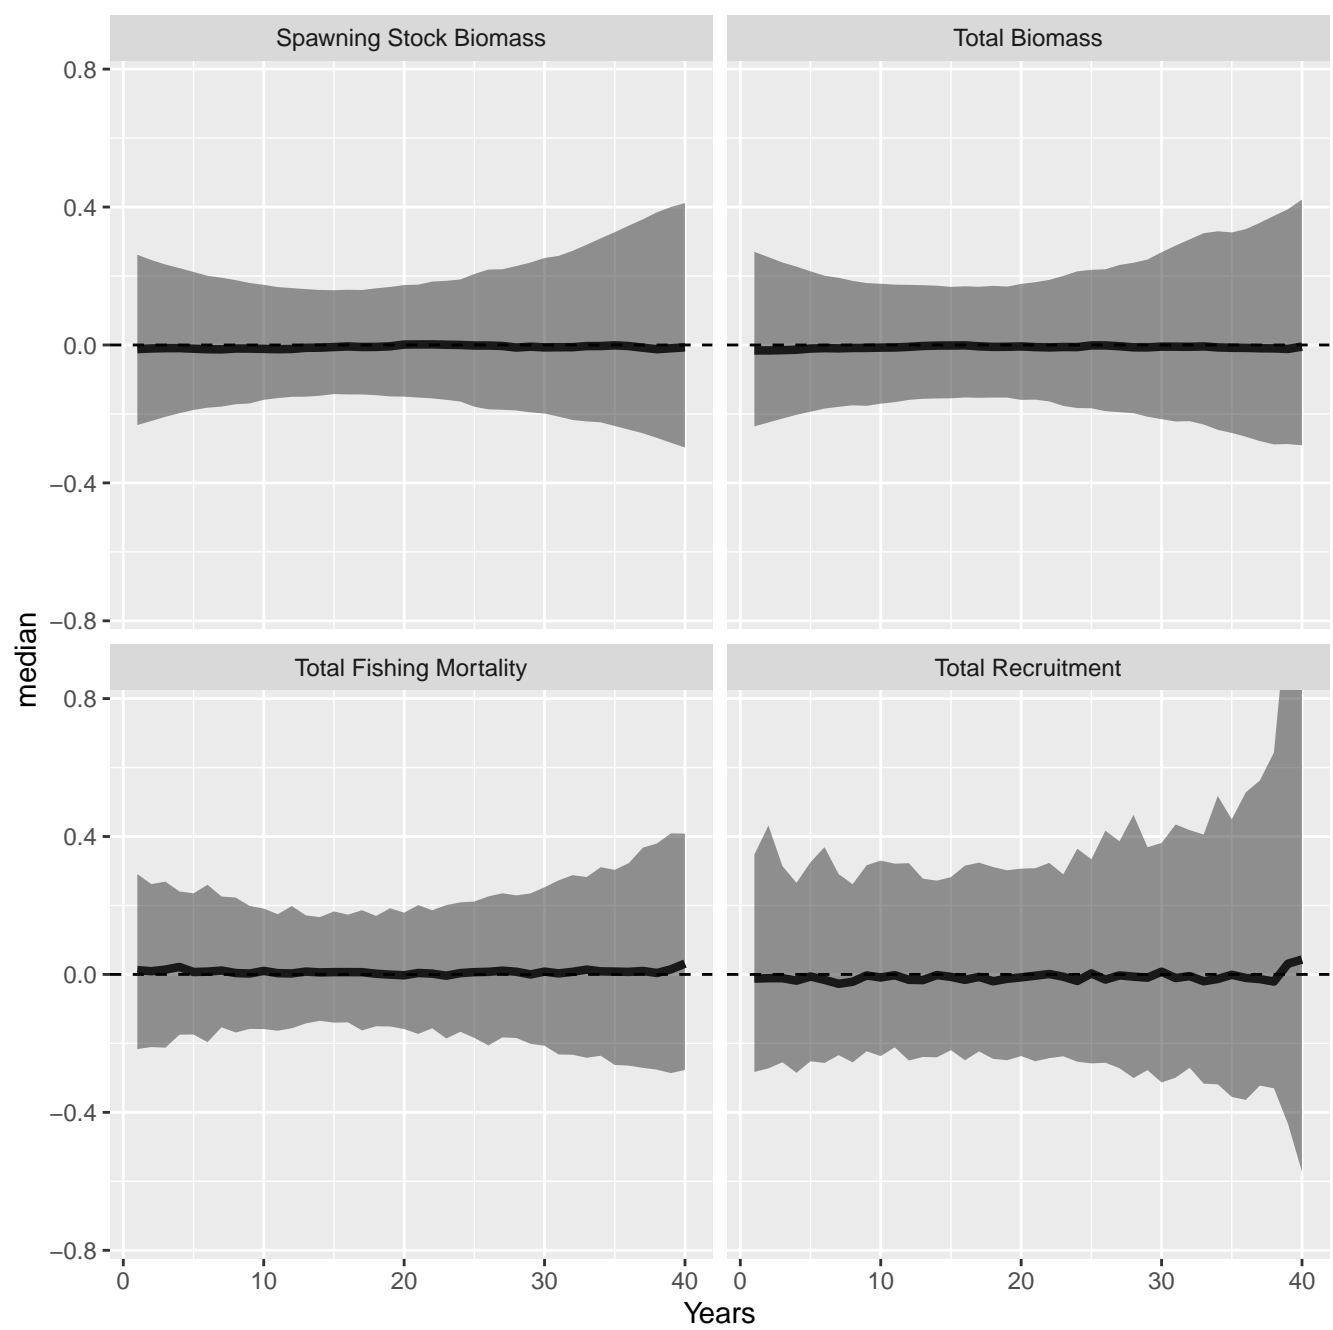 Spawning Stock Biomass
Total Biomass
0.8
0.4
0.0
−0.4
−0.8
median
Total Fishing Mortality
Total Recruitment
0.8
0.4
0.0
−0.4
−0.8
0 10 20 30 40
0 10 20 30 40
Years